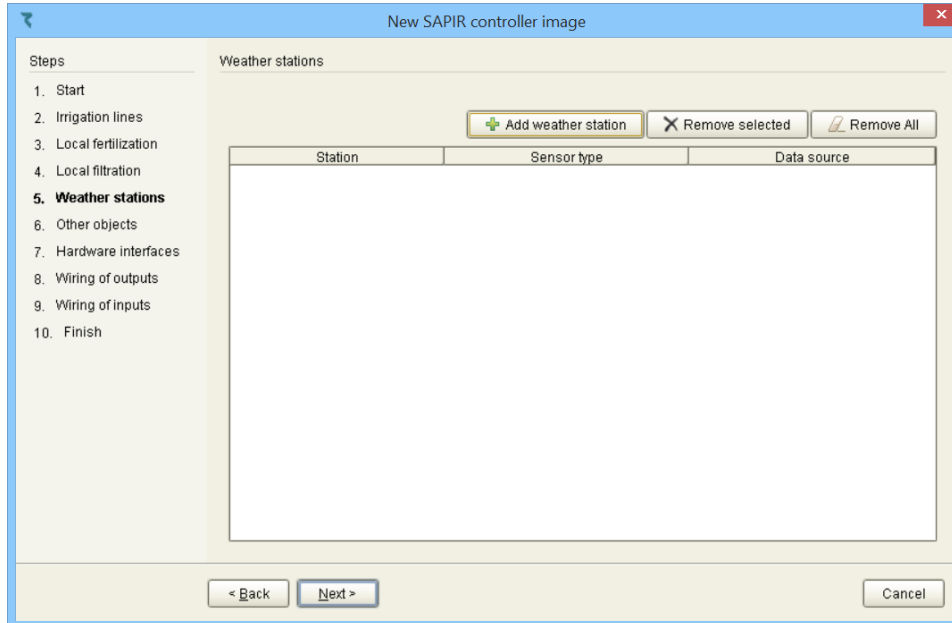 New SAPIR controller image
Steps
1. Start
2. Irrigation lines
3. Local fertilization
4. Local filtration
5. Weather stations
6. Other objects
7. Hardware interfaces
8. Wiring of outputs
9. Wiring of inputs
10. Finish
Weather stations
Add weather station Remove selected Remove All
Station Sensor type Data source
< Back Next > Cancel